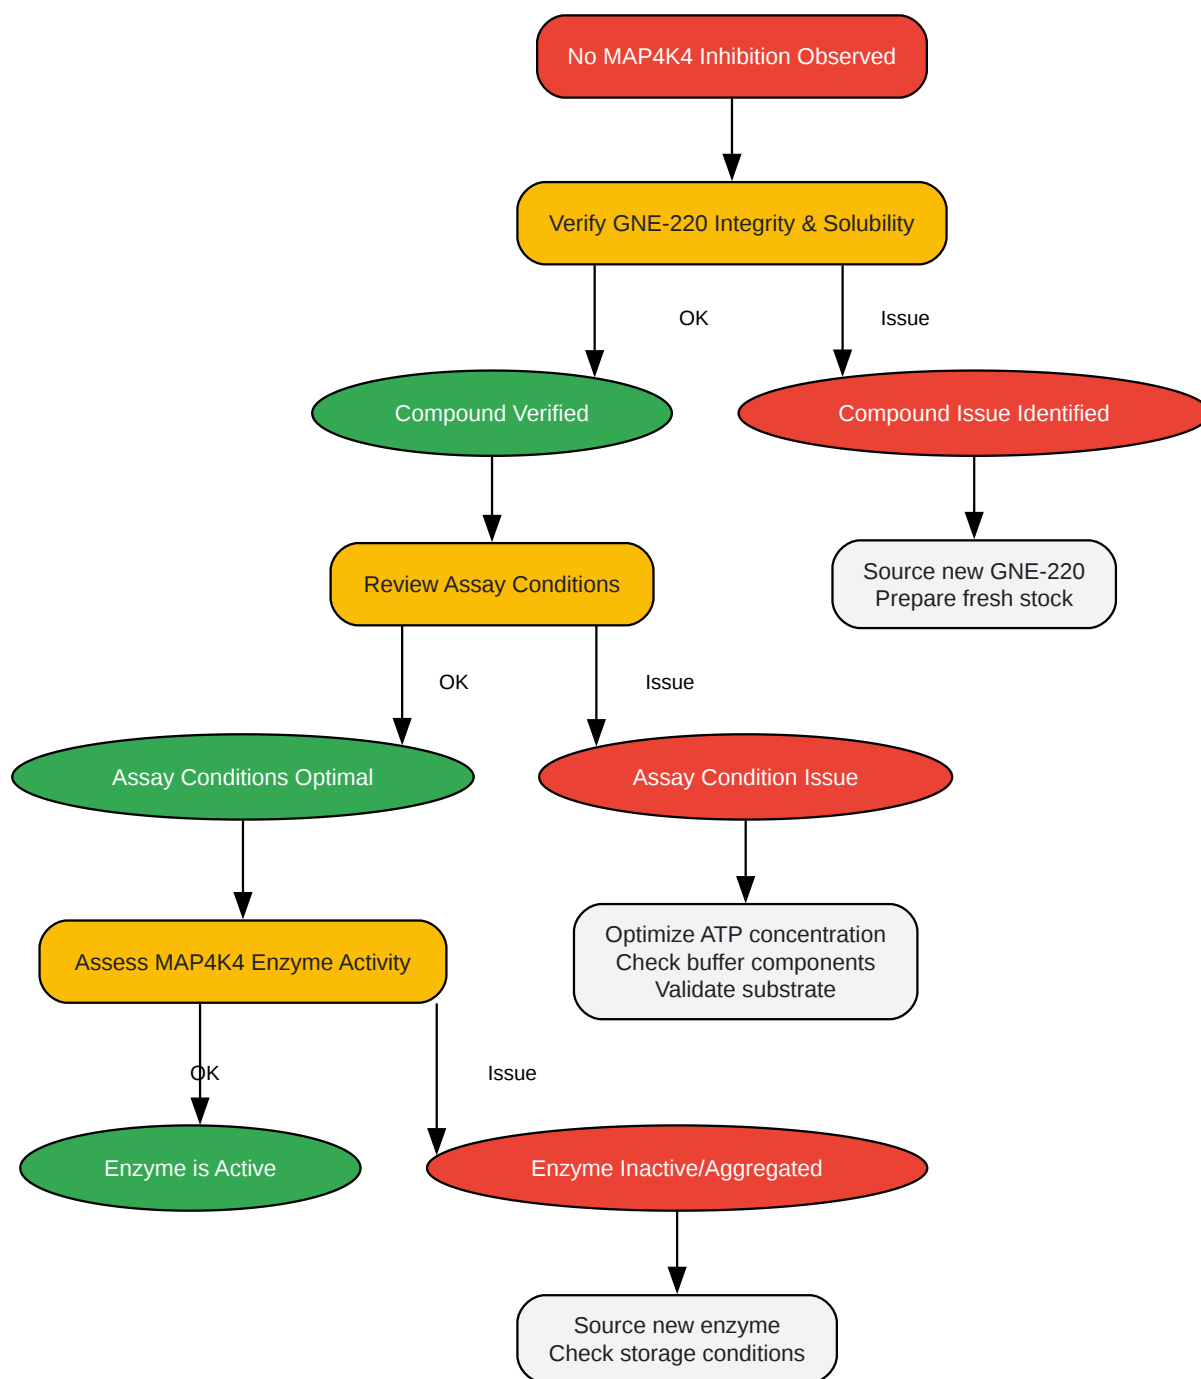 No MAP4K4 Inhibition Observed
Verify GNE-220 Integrity & Solubility
OK
Issue
Compound Verified
Compound Issue Identified
Review Assay Conditions
Source new GNE-220
Prepare fresh stock
OK
Issue
Assay Conditions Optimal
Assay Condition Issue
Assess MAP4K4 Enzyme Activity
Optimize ATP concentration
Check buffer components
Validate substrate
OK
Issue
Enzyme is Active
Enzyme Inactive/Aggregated
Source new enzyme
Check storage conditions